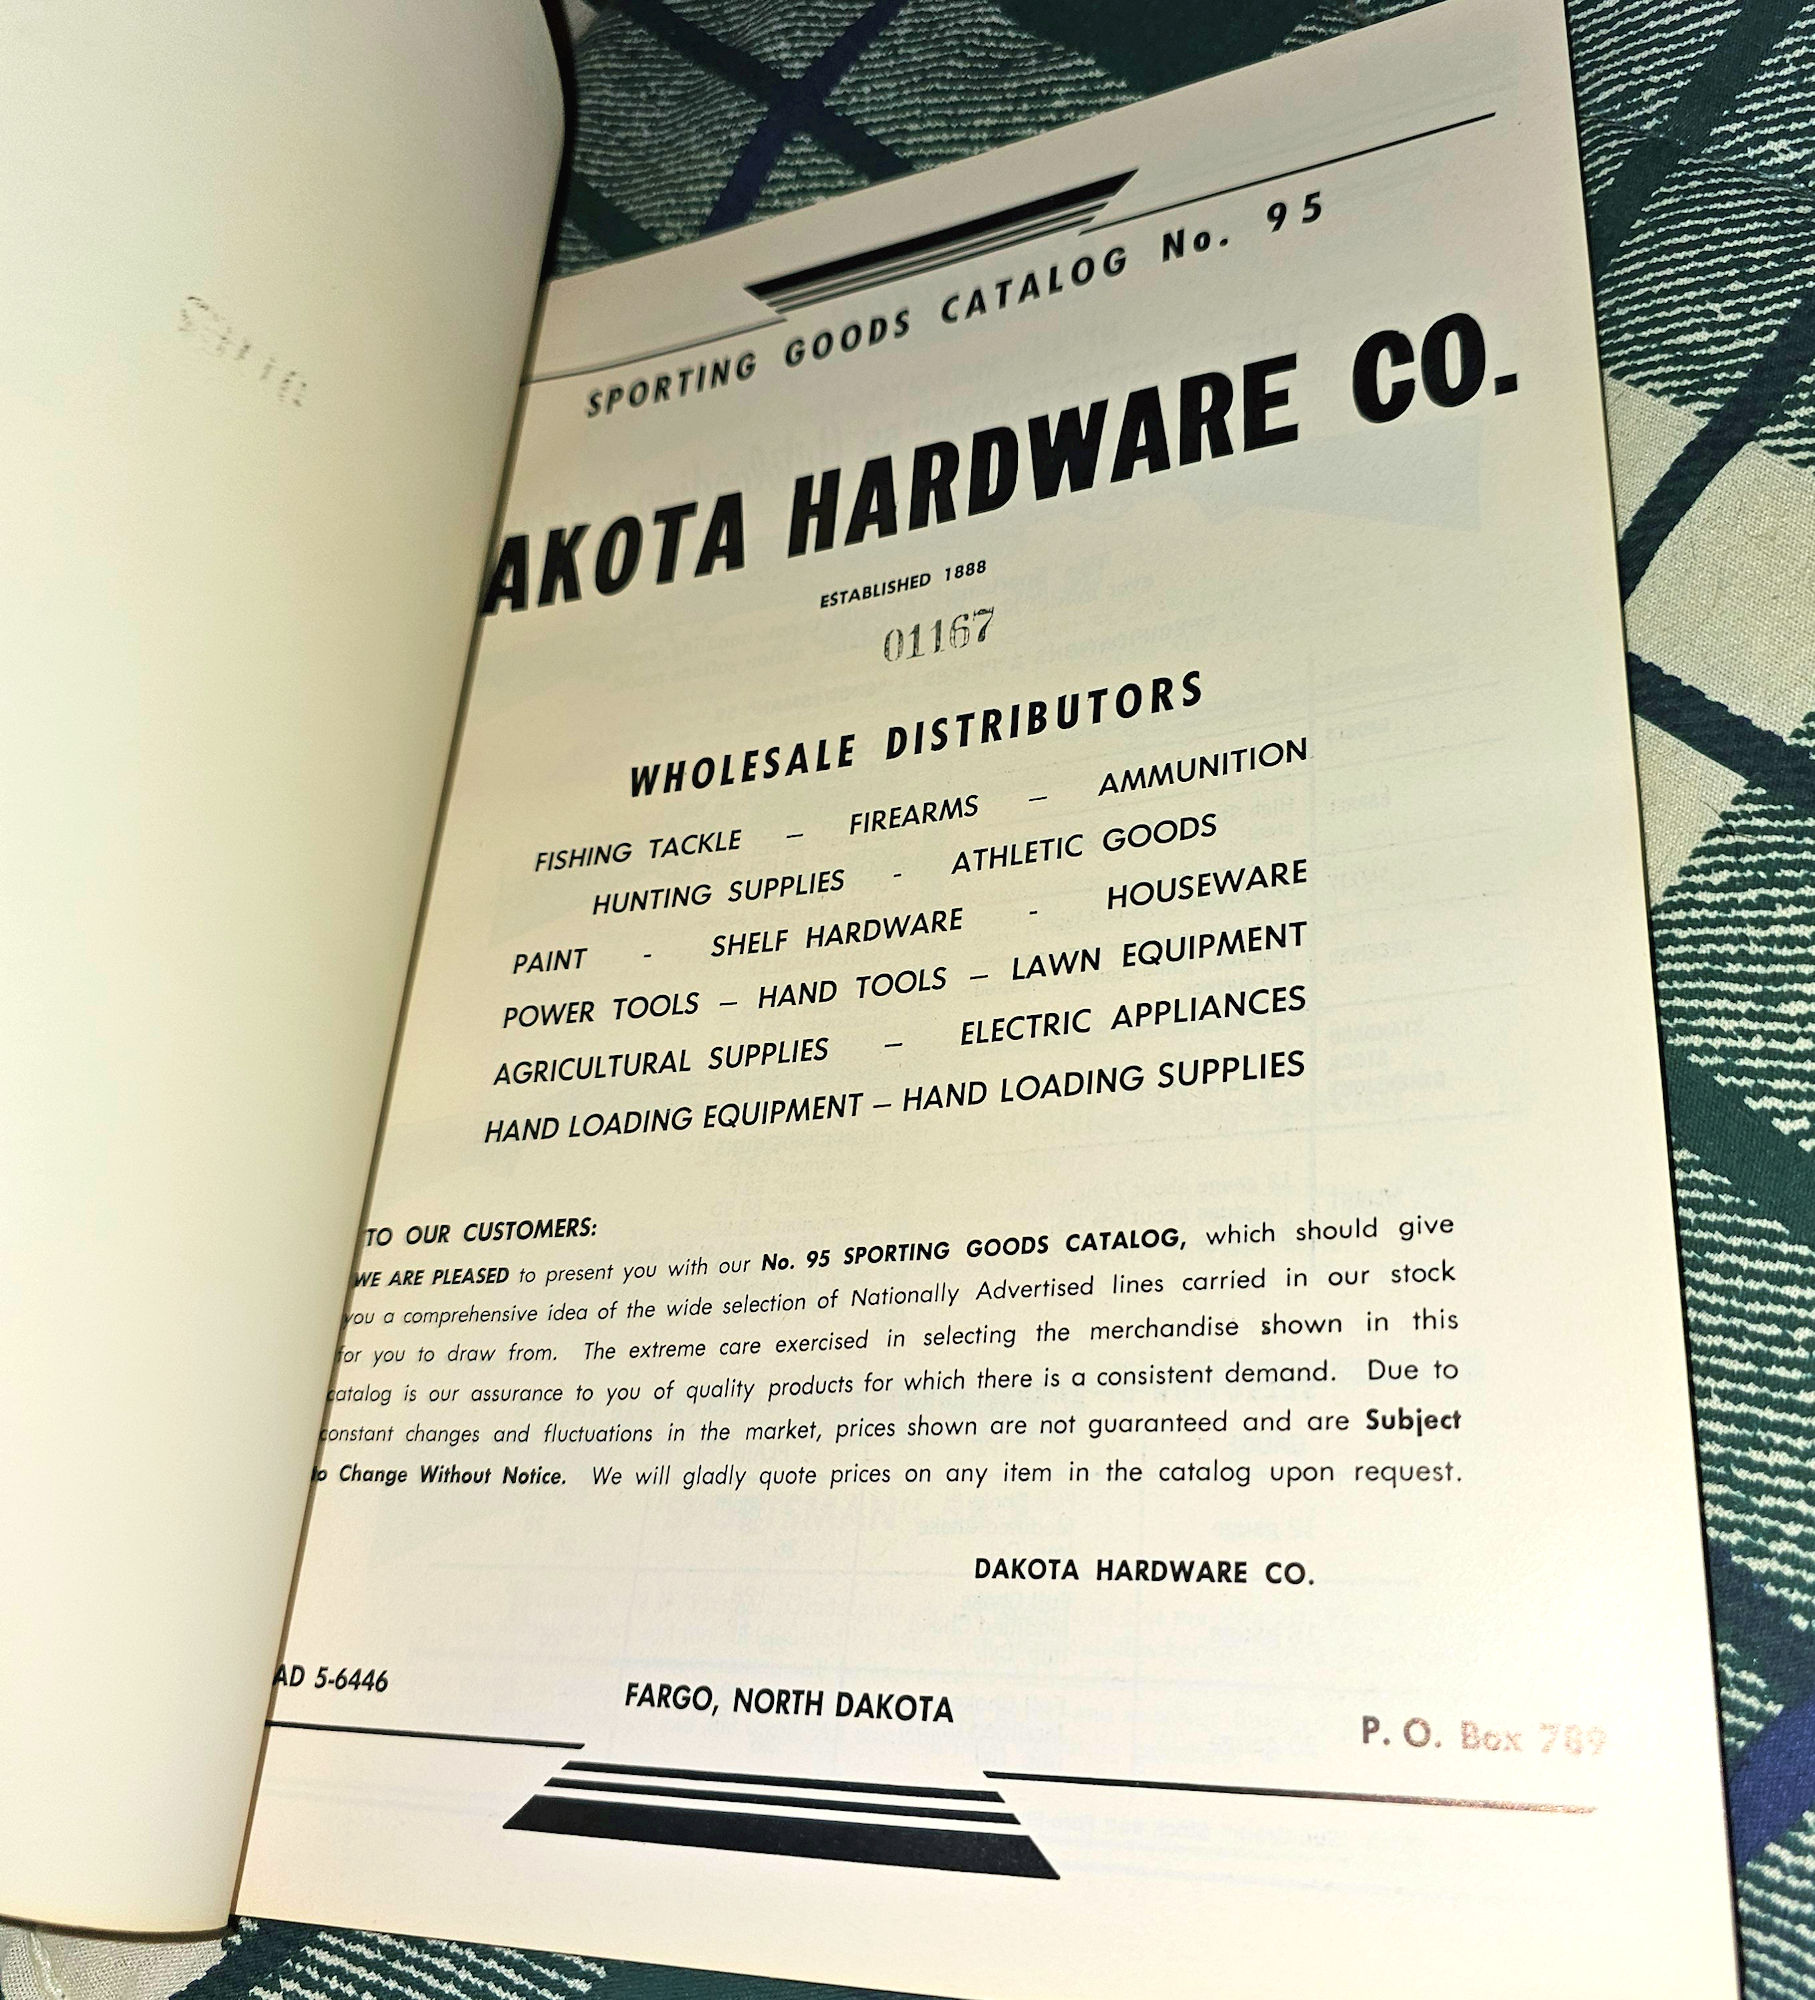 SPORTING GOODS CATALOG No. 95
AKOTA HARDWARE CO.
ESTABLISHED 1888
01167
WHOLESALE DISTRIBUTORS
FISHING TACKLE — FIREARMS — AMMUNITION
HUNTING SUPPLIES - ATHLETIC GOODS
PAINT - SHELF HARDWARE - HOUSEWARE
POWER TOOLS — HAND TOOLS — LAWN EQUIPMENT
AGRICULTURAL SUPPLIES — ELECTRIC APPLIANCES
HAND LOADING EQUIPMENT — HAND LOADING SUPPLIES
TO OUR CUSTOMERS:
WE ARE PLEASED to present you with our No. 95 SPORTING GOODS CATALOG, which should give
you a comprehensive idea of the wide selection of Nationally Advertised lines carried in our stock
for you to draw from. The extreme care exercised in selecting the merchandise shown in this
catalog is our assurance to you of quality products for which there is a consistent demand. Due to
constant changes and fluctuations in the market, prices shown are not guaranteed and are Subject
to Change Without Notice. We will gladly quote prices on any item in the catalog upon request.
DAKOTA HARDWARE CO.
AD 5-6446 FARGO, NORTH DAKOTA P. O. Box 789